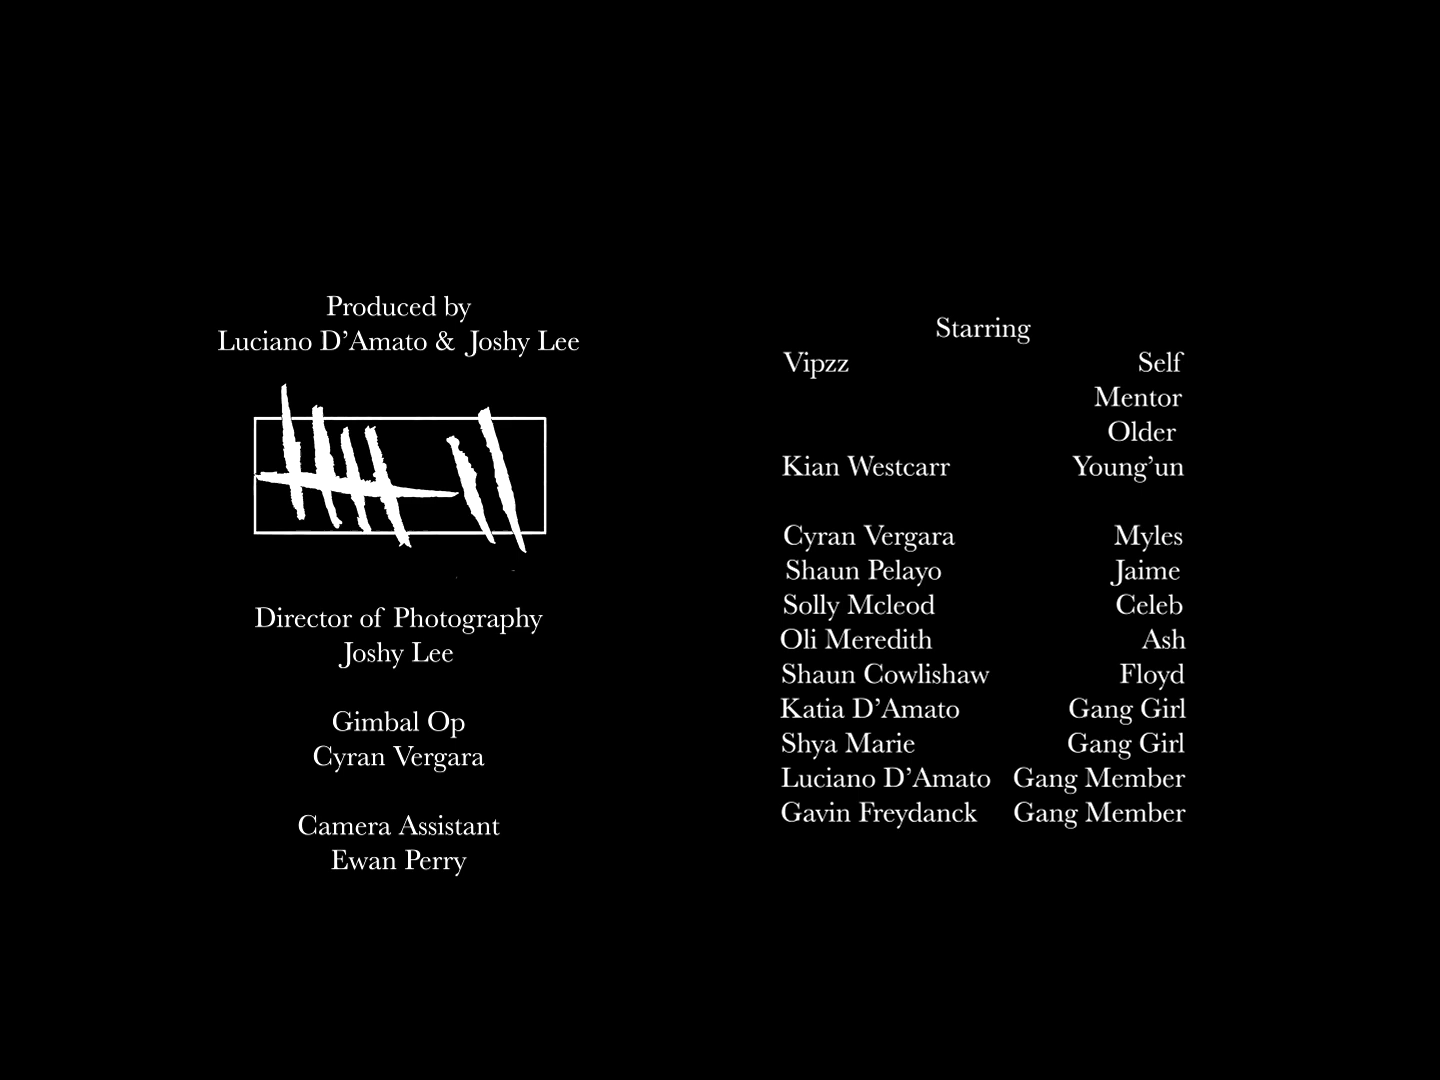 Produced by
Luciano D’Amato & Joshy Lee
Director of Photography
Joshy Lee
Gimbal Op
Cyran Vergara
Camera Assistant
Ewan Perry
Starring
Vipzz Self
Mentor
Older
Kian Westcarr Young’un
Cyran Vergara Myles
Shaun Pelayo Jaime
Solly Mcleod Celeb
Oli Meredith Ash
Shaun Cowlishaw Floyd
Katia D’Amato Gang Girl
Shya Marie Gang Girl
Luciano D’Amato Gang Member
Gavin Freydanck Gang Member